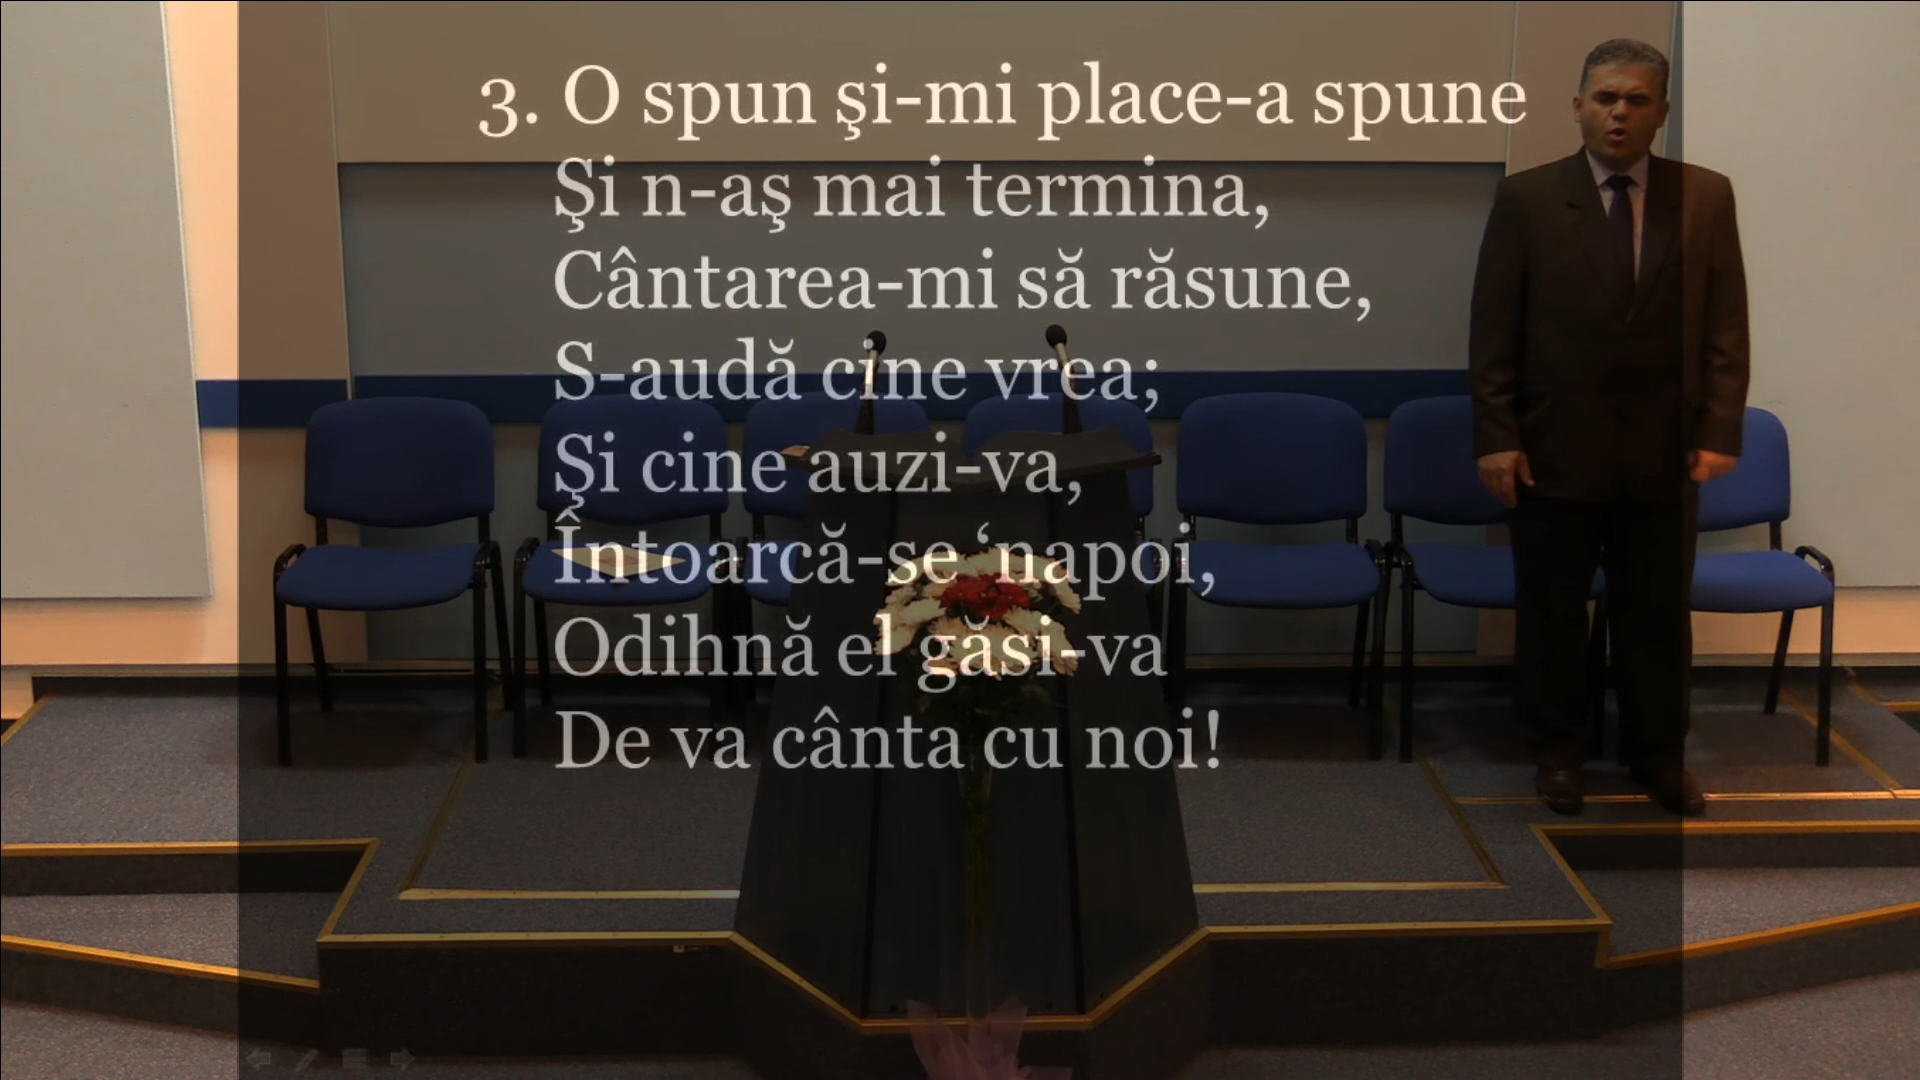 3. O spun şi-mi place-a spune
Şi n-aş mai termina,
Cântarea-mi să răsune,
S-audă cine vrea;
Şi cine auzi-va,
Întoarcă-se ‘napoi,
Odihnă el găsi-va
De va cânta cu noi!